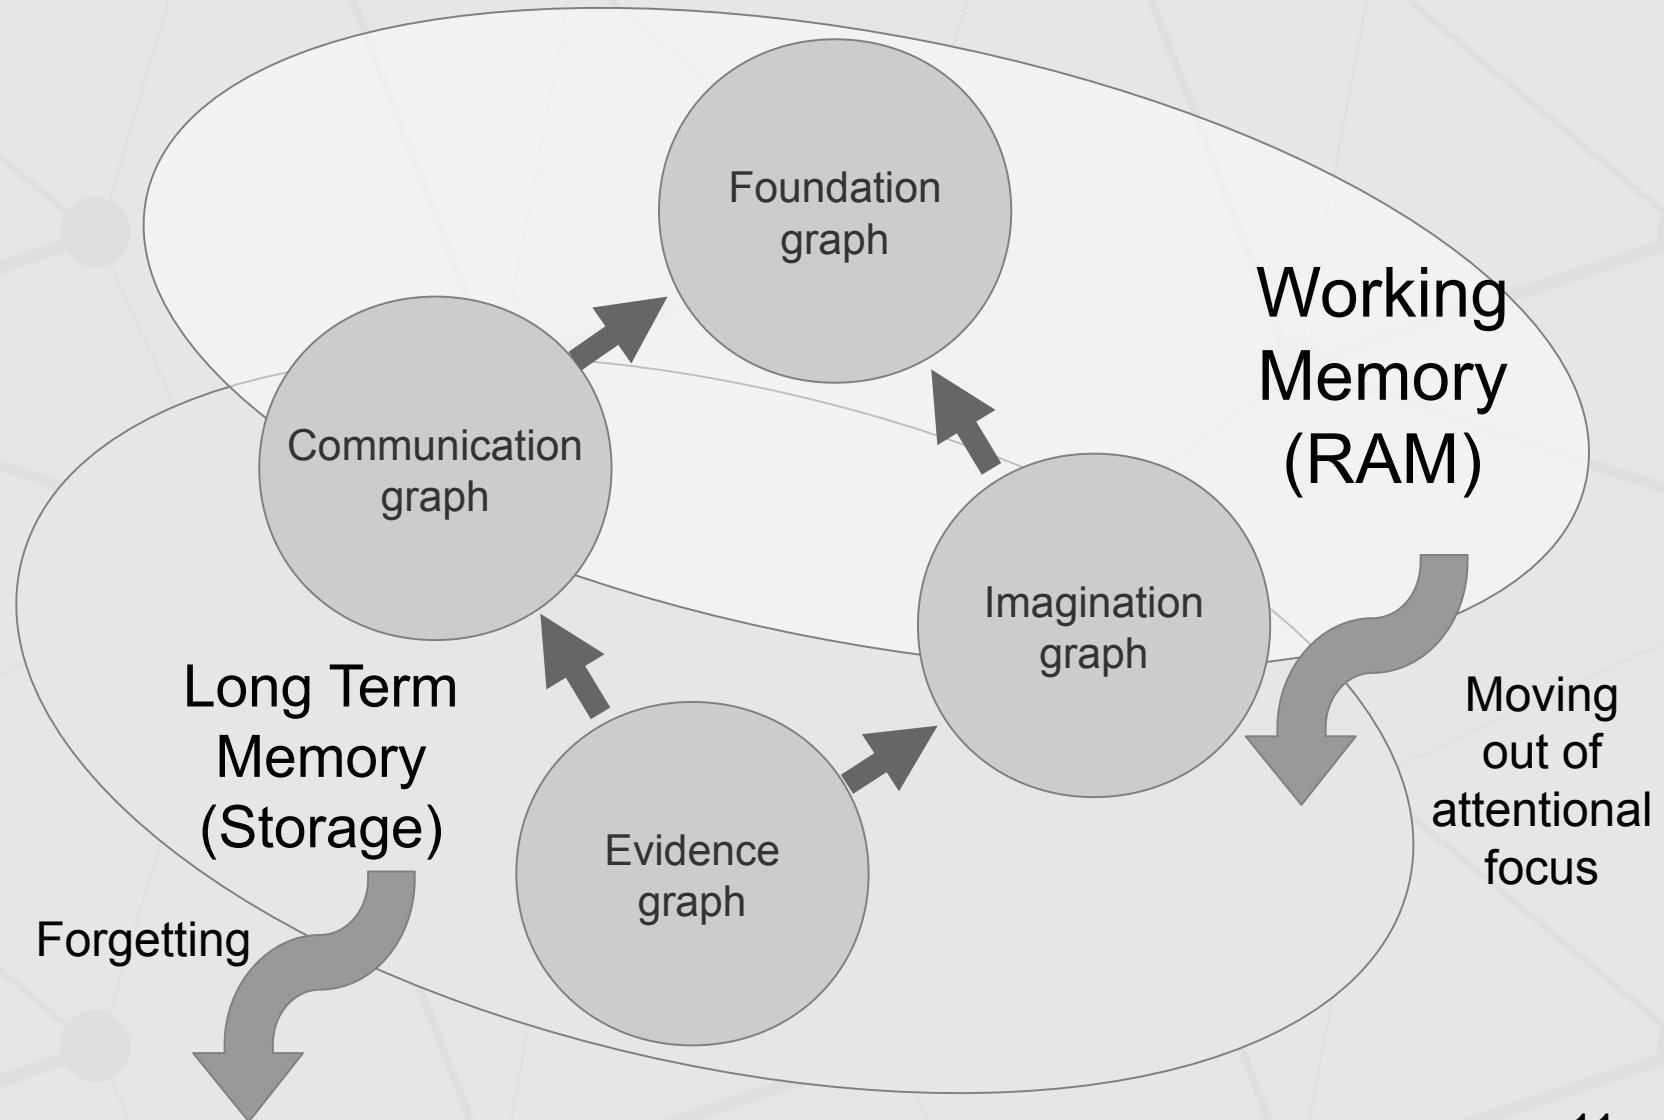 Foundation
graph
Working
Memory
(RAM)
Communication
graph
Imagination
graph
Long Term
Memory
(Storage)
Moving
out of
attentional
focus
Evidence
graph
Forgetting